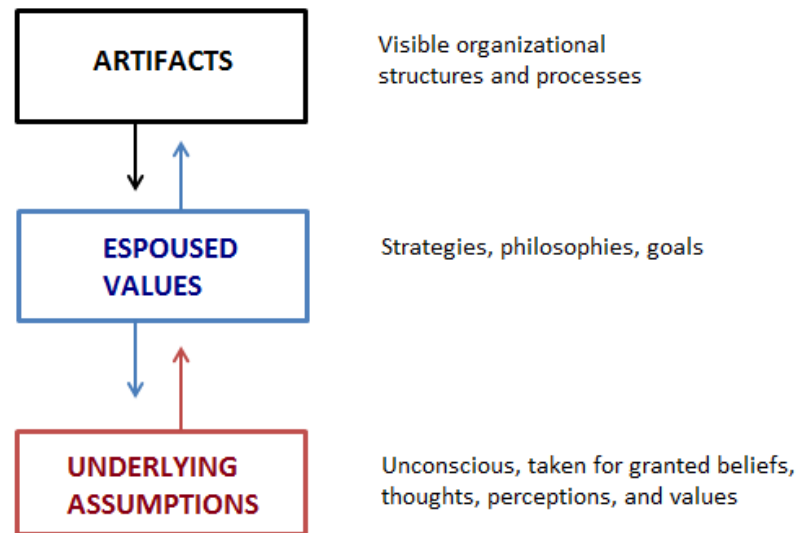 ARTIFACTS
Visible organizational
structures and processes
ESPOUSED
VALUES
Strategies, philosophies, goals
UNDERLYING
ASSUMPTIONS
Unconscious, taken for granted beliefs,
thoughts, perceptions, and values